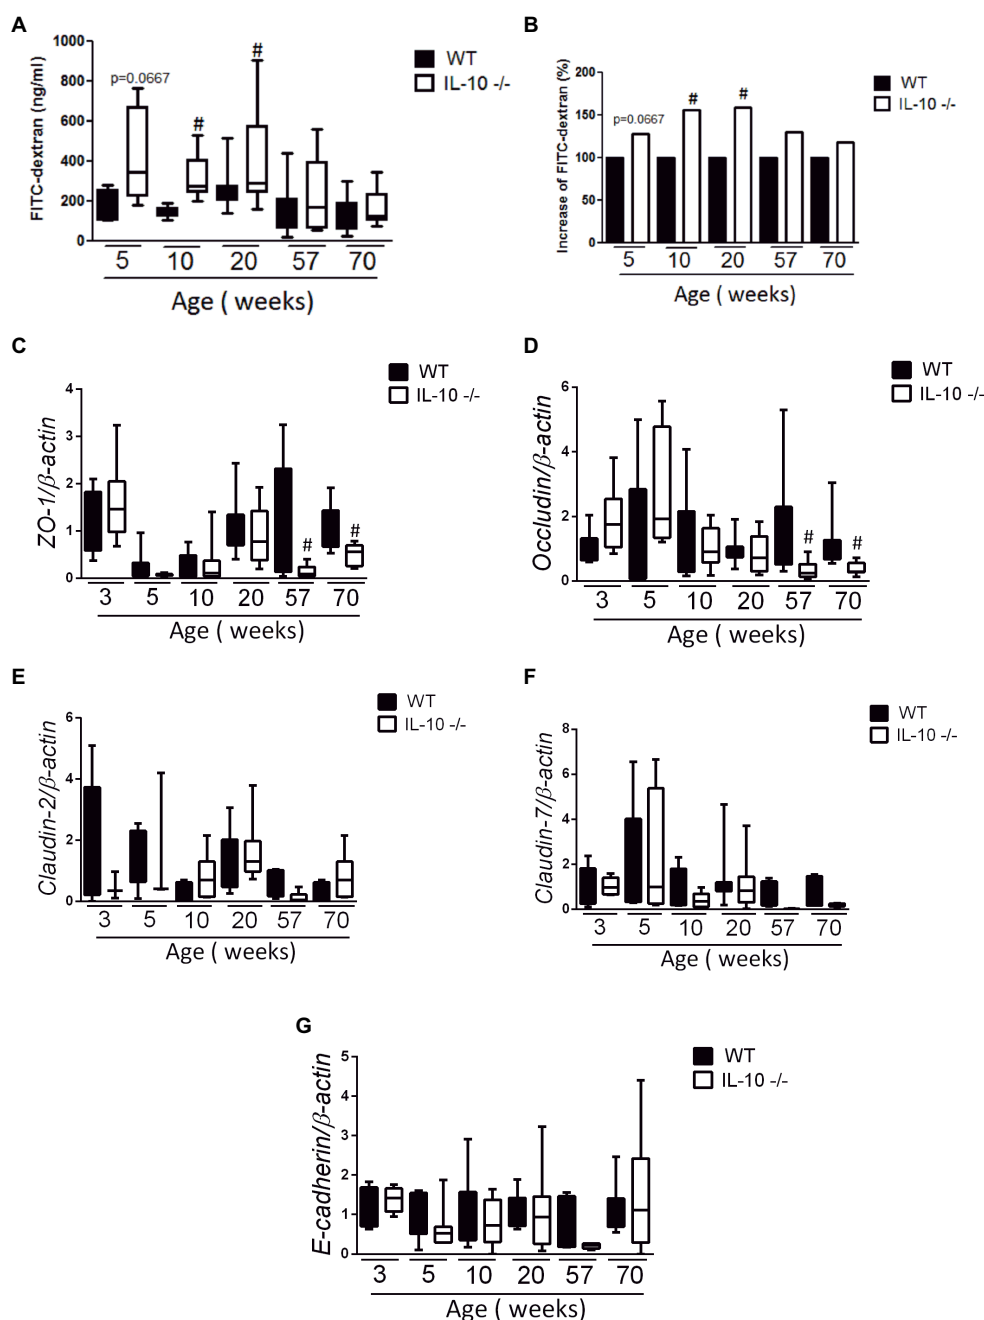 A
FITC-dextran (ng/ml)
1000
800
600
400
200
0
p=0.0667
#
#
WT
IL-10 -/-
5 10 20 57 70
Age ( weeks)
B
Increase of FITC-dextran (%)
200
150
100
50
0
p=0.0667
#
#
WT
IL-10 -/-
5 10 20 57 70
Age ( weeks)
C
ZO-1/β-actin
4
3
2
1
0
#
#
WT
IL-10 -/-
3 5 10 20 57 70
Age ( weeks)
D
Occludin/β-actin
6
4
2
0
#
#
WT
IL-10 -/-
3 5 10 20 57 70
Age ( weeks)
E
Claudin-2/β-actin
6
4
2
0
WT
IL-10 -/-
3 5 10 20 57 70
Age ( weeks)
F
Claudin-7/β-actin
8
6
4
2
0
WT
IL-10 -/-
3 5 10 20 57 70
Age ( weeks)
G
E-cadherin/β-actin
5
4
3
2
1
0
WT
IL-10 -/-
3 5 10 20 57 70
Age ( weeks)